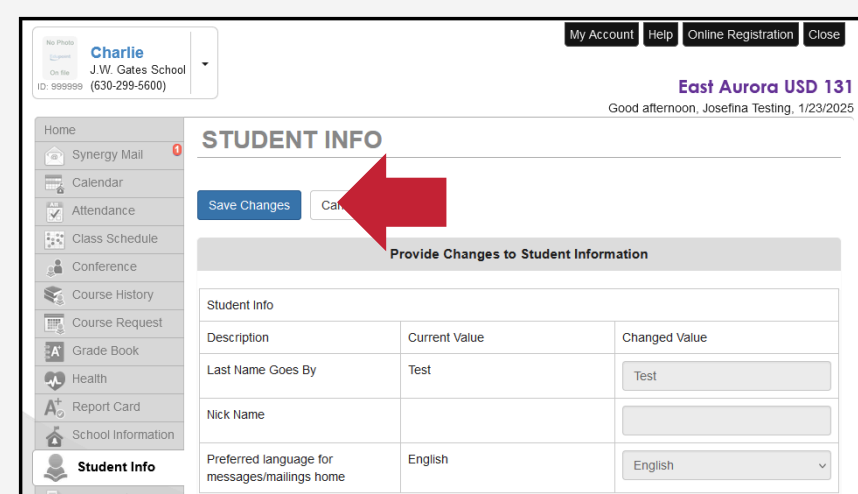 My Account Help Online Registration Close
No Photo
On file
Charlie
J.W. Gates School
ID: 999999 (630-299-5600)
East Aurora USD 131
Good afternoon, Josefina Testing, 1/23/2025
Home
Synergy Mail 1
Calendar
Attendance
Class Schedule
Conference
Course History
Course Request
Grade Book
Health
Report Card
School Information
Student Info
STUDENT INFO
Save Changes
Provide Changes to Student Information
Student Info
Description Current Value Changed Value
Last Name Goes By Test Test
Nick Name
Preferred language for English English
messages/mailings home